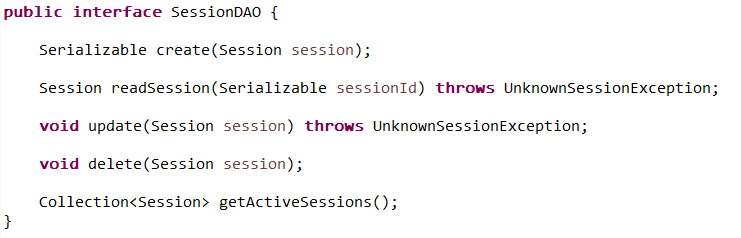 public interface SessionDAO {
Serializable create(Session session);
Session readSession(Serializable sessionId) throws UnknownSessionException;
void update(Session session) throws UnknownSessionException;
void delete(Session session);
Collection<Session> getActiveSessions();
}